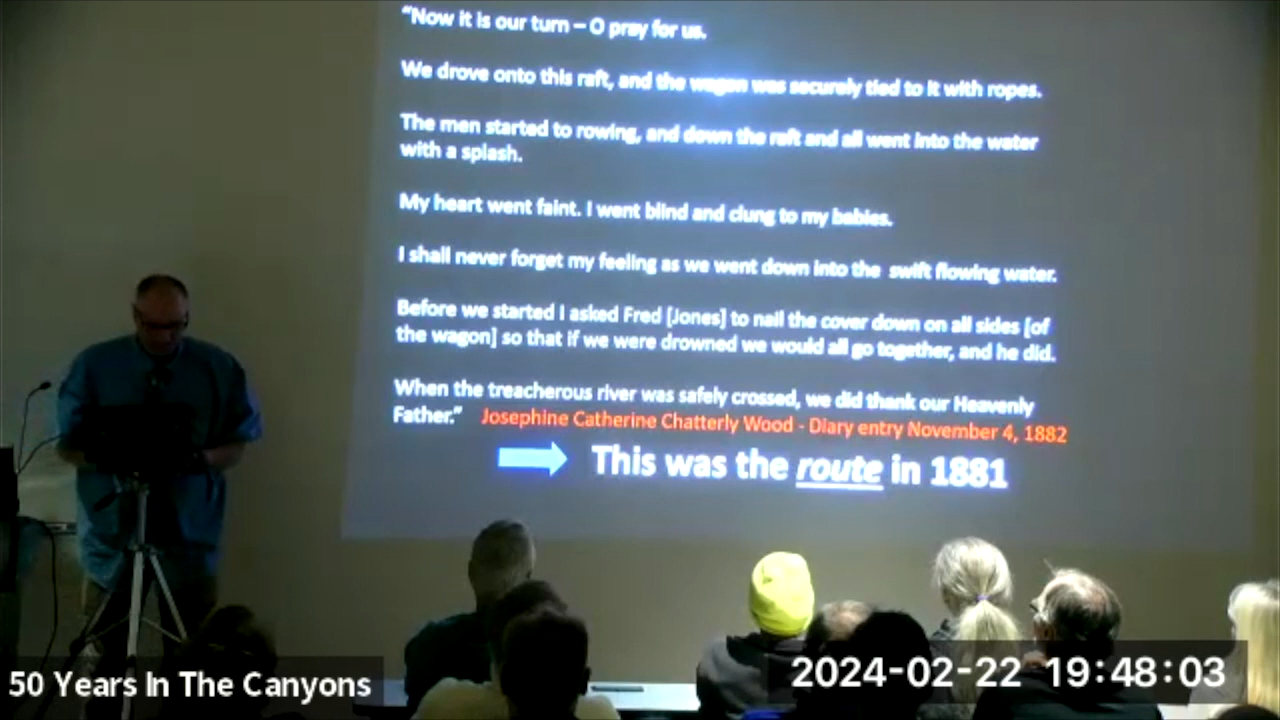 “Now it is our turn – O pray for us.
We drove onto this raft, and the wagon was securely tied to it with ropes.
The men started to rowing, and down the raft and all went into the water
with a splash.
My heart went faint. I went blind and clung to my babies.
I shall never forget my feeling as we went down into the swift flowing water.
Before we started I asked Fred [Jones] to nail the cover down on all sides [of
the wagon] so that if we were drowned we would all go together, and he did.
When the treacherous river was safely crossed, we did thank our Heavenly
Father.” Josephine Catherine Chatterly Wood - Diary entry November 4, 1882
This was the route in 1881
50 Years In The Canyons
2024-02-22 19:48:03